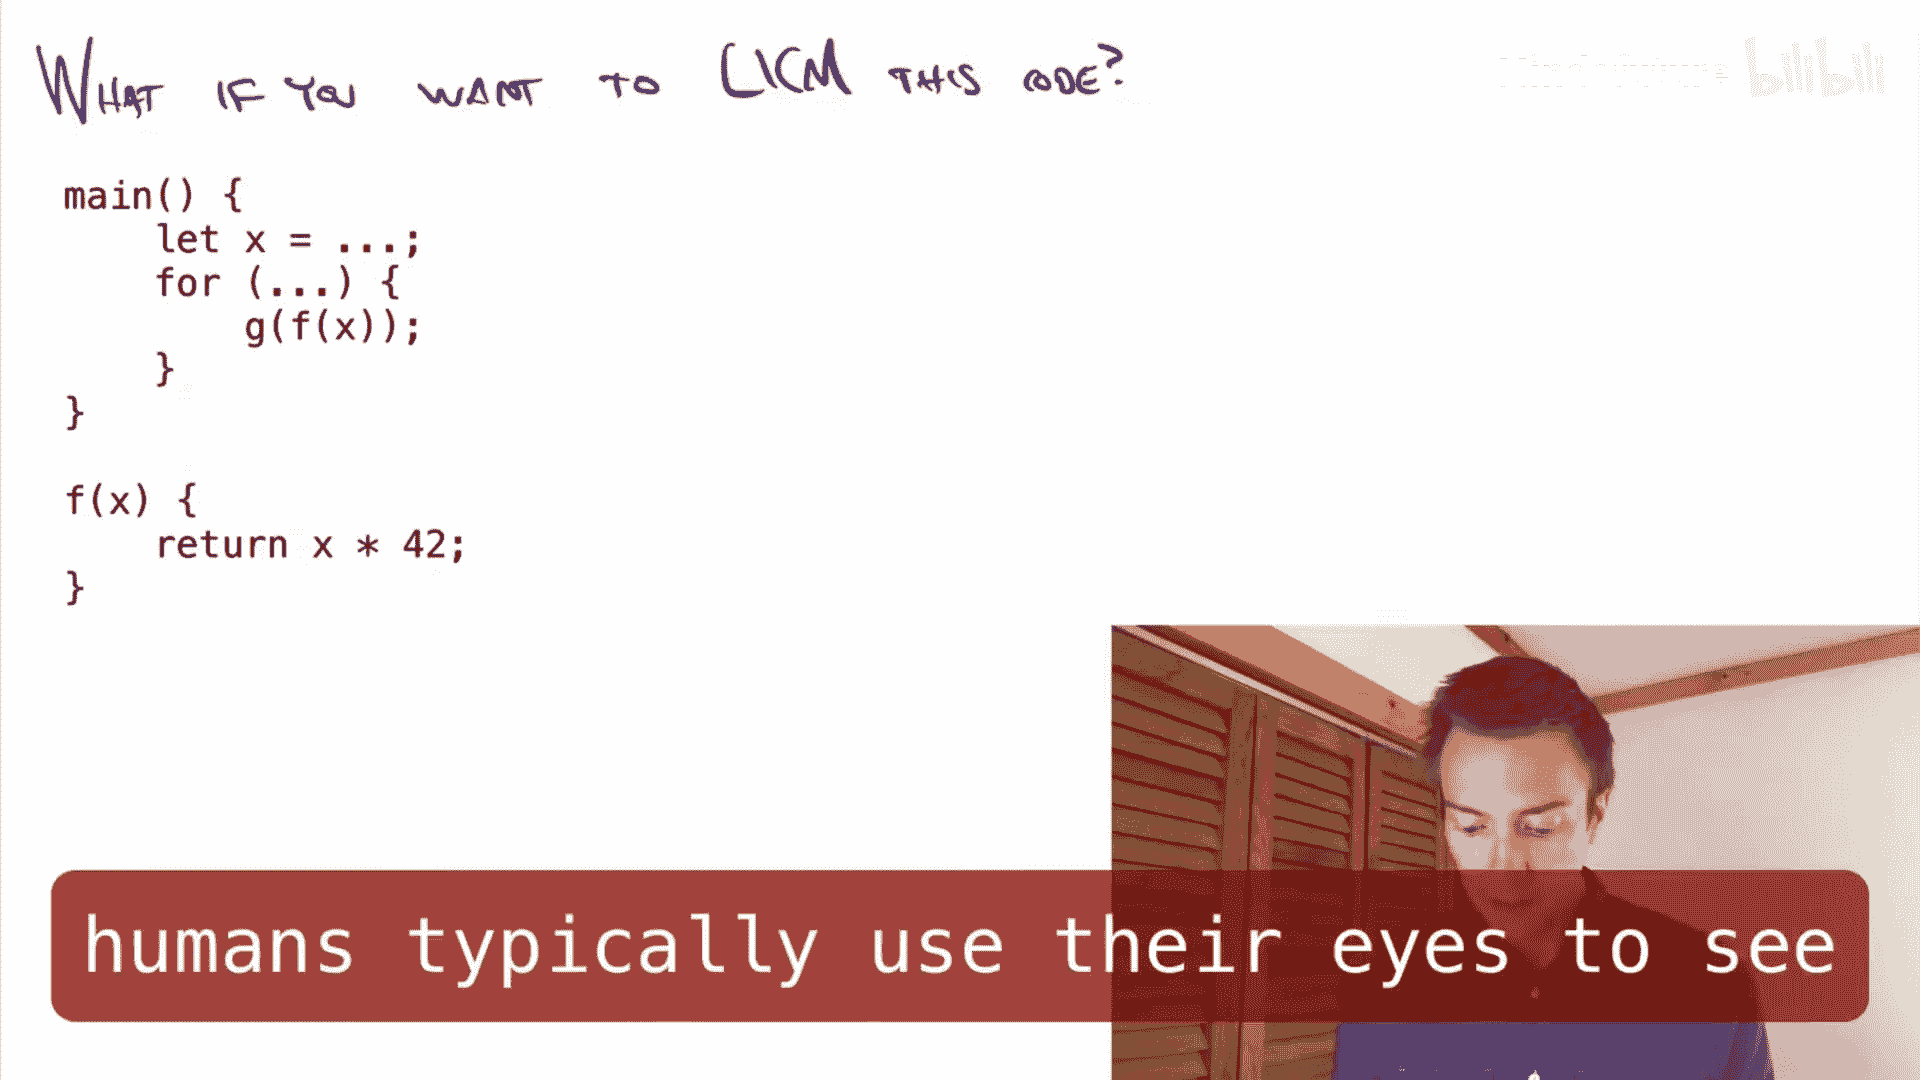 WHAT IF YOU WANT TO LICM THIS CODE?
bilibili
main() {
    let x = ...;
    for (...) {
        g(f(x));
    }
}
f(x) {
    return x * 42;
}
humans typically use their eyes to see